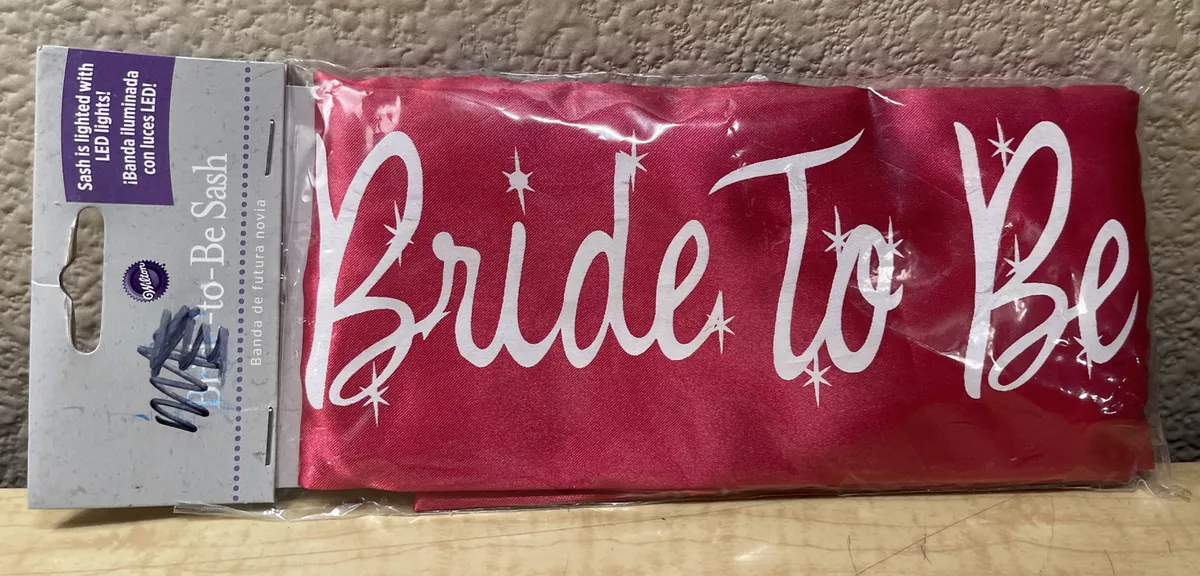 Sash is lighted with
LED lights!
¡Banda iluminada
con luces LED!
Wilton
-to-Be Sash
Banda de futura novia
Bride To Be